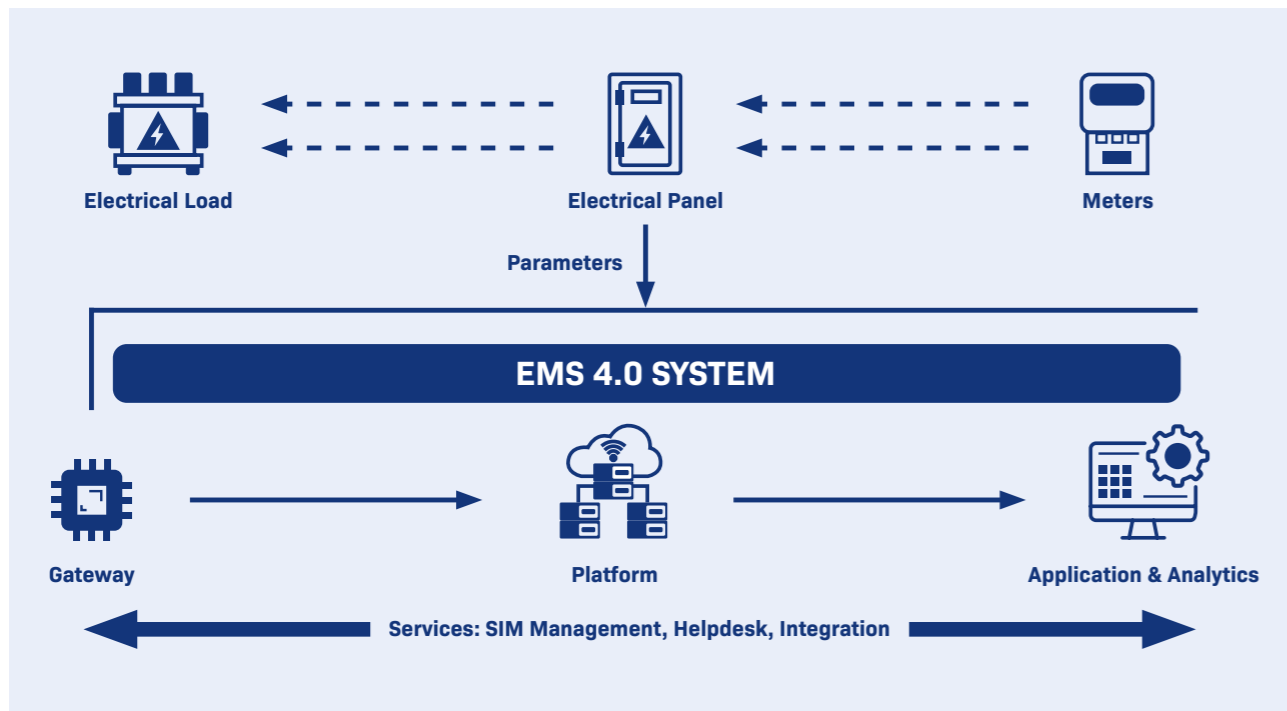 Electrical Load
Electrical Panel
Meters
Parameters
EMS 4.0 SYSTEM
Gateway
Platform
Application & Analytics
Services: SIM Management, Helpdesk, Integration